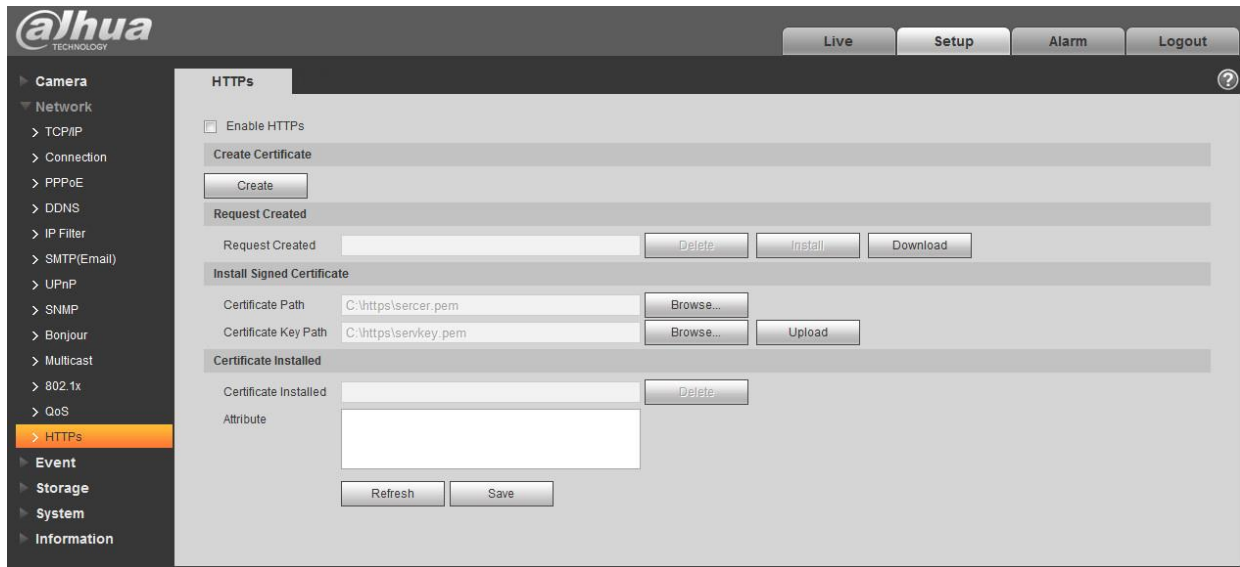 alhua
TECHNOLOGY
Live Setup Alarm Logout
Camera
Network
TCP/IP
Connection
PPPoE
DDNS
IP Filter
SMTP(Email)
UPnP
SNMP
Bonjour
Multicast
802.1x
QoS
HTTPs
Event
Storage
System
Information
HTTPs ?
Enable HTTPs
Create Certificate
Create
Request Created
Request Created Delete Install Download
Install Signed Certificate
Certificate Path C:\https\sercer.pem Browse...
Certificate Key Path C:\https\servkey.pem Browse... Upload
Certificate Installed
Certificate Installed Delete
Attribute
Refresh Save